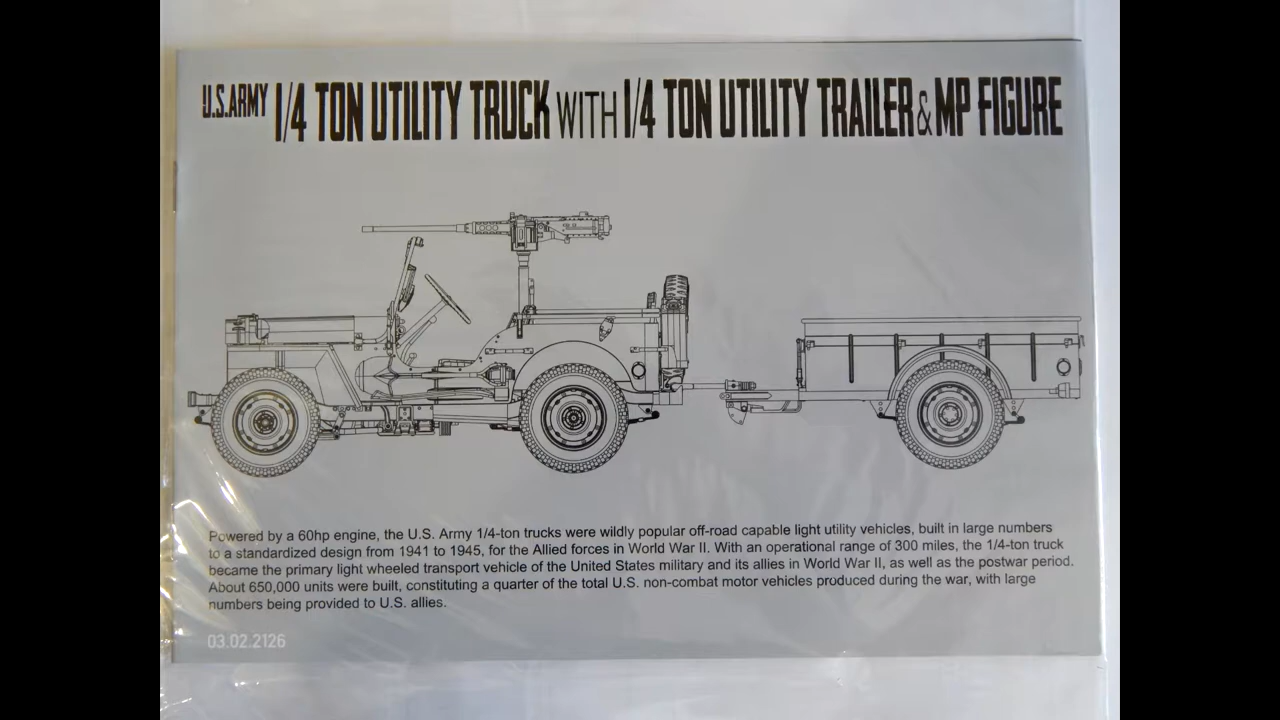 U.S.ARMY 1/4 TON UTILITY TRUCK WITH 1/4 TON UTILITY TRAILER & MP FIGURE
Powered by a 60hp engine, the U.S. Army 1/4-ton trucks were wildly popular off-road capable light utility vehicles, built in large numbers
to a standardized design from 1941 to 1945, for the Allied forces in World War II. With an operational range of 300 miles, the 1/4-ton truck
became the primary light wheeled transport vehicle of the United States military and its allies in World War II, as well as the postwar period.
About 650,000 units were built, constituting a quarter of the total U.S. non-combat motor vehicles produced during the war, with large
numbers being provided to U.S. allies.
03.02.2126